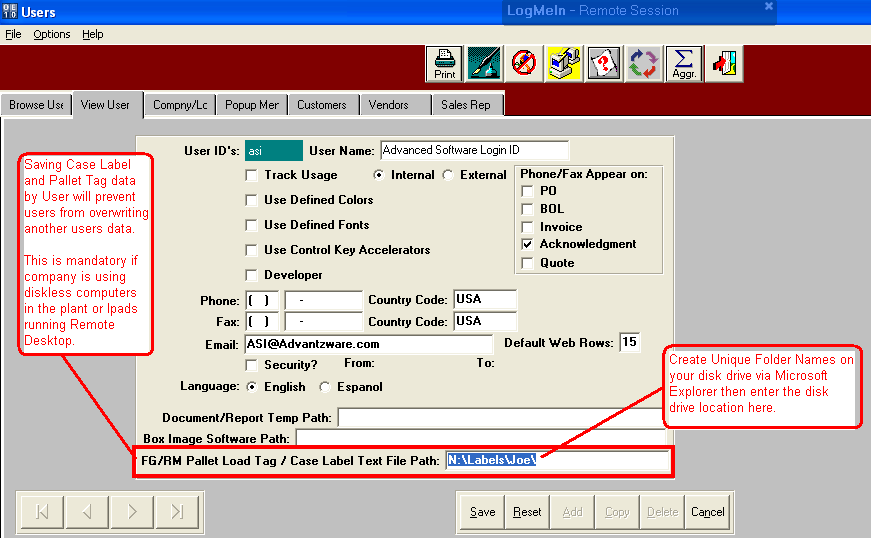 Users
LogMeIn - Remote Session
File Options Help
Print
Aggr.
Browse Use View User Compny/Lo Popup Mer Customers Vendors Sales Rep
User ID's: asi User Name: Advanced Software Login ID
Track Usage Internal External
Use Defined Colors
Use Defined Fonts
Use Control Key Accelerators
Developer
Phone/Fax Appear on:
PO
BOL
Invoice
Acknowledgment
Quote
Saving Case Label
and Pallet Tag data
by User will prevent
users from overwriting
another users data.
This is mandatory if
company is using
diskless computers
in the plant or Ipads
running Remote
Desktop.
Phone: ( ) - Country Code: USA
Fax: ( ) - Country Code: USA
Email: ASI@Advantzware.com Default Web Rows: 15
Security? From: To:
Language: English Espanol
Create Unique Folder Names on
your disk drive via Microsoft
Explorer then enter the disk
drive location here.
Document/Report Temp Path:
Box Image Software Path:
FG/RM Pallet Load Tag / Case Label Text File Path: N:\Labels\Joe\
Save Reset Add Copy Delete Cancel